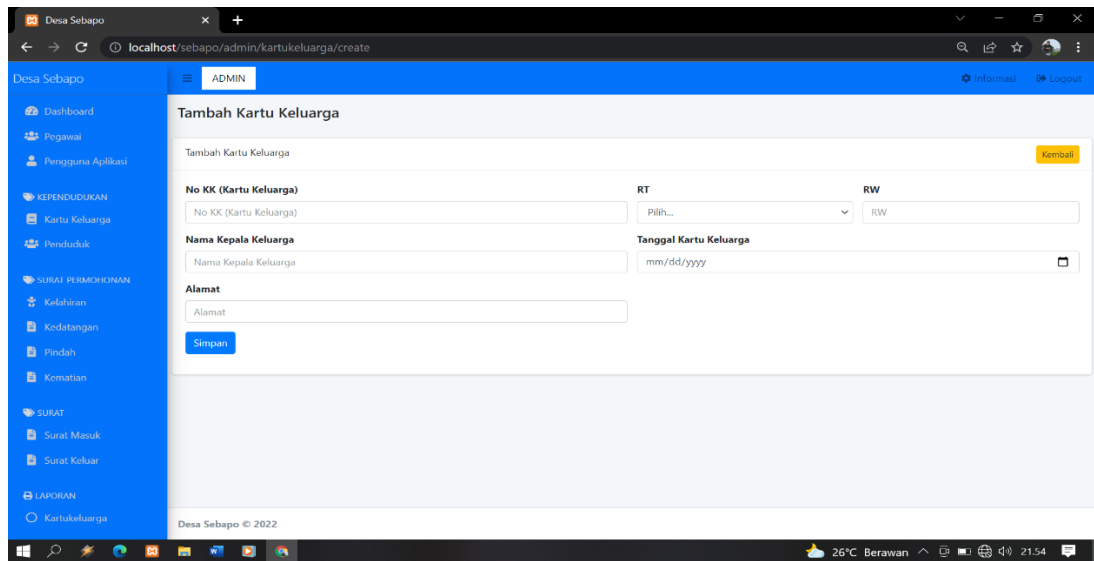 Desa Sebapo
localhost/sebapo/admin/kartukeluarga/create
Desa Sebapo
ADMIN
Informasi
Logout
Dashboard
Pegawai
Pengguna Aplikasi
KEPENDUDUKAN
Kartu Keluarga
Penduduk
SURAT PERMOHONAN
Kelahiran
Kedatangan
Pindah
Kematian
SURAT
Surat Masuk
Surat Keluar
LAPORAN
Kartukeluarga
Tambah Kartu Keluarga
Tambah Kartu Keluarga
Kembali
No KK (Kartu Keluarga)
RT
RW
No KK (Kartu Keluarga)
Pilih...
RW
Nama Kepala Keluarga
Tanggal Kartu Keluarga
Nama Kepala Keluarga
mm/dd/yyyy
Alamat
Alamat
Simpan
Desa Sebapo © 2022
26°C Berawan
21.54